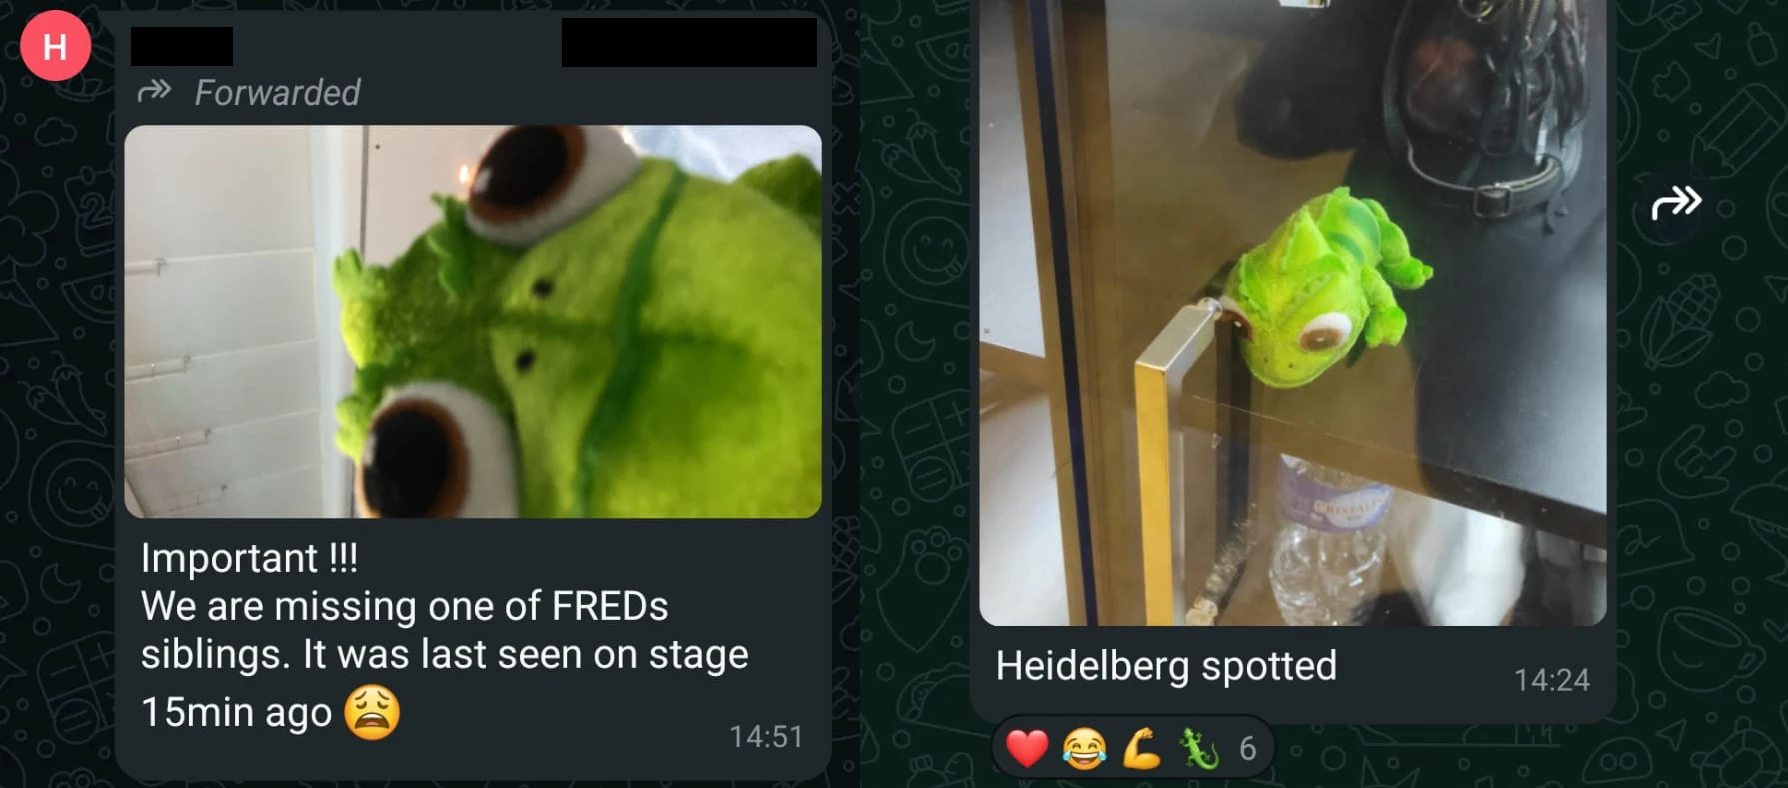 H
Forwarded
Important !!!
We are missing one of FREDs
siblings. It was last seen on stage
15min ago 😩
14:51
CRISTAL
Heidelberg spotted
14:24
❤️😂💪🦎 6